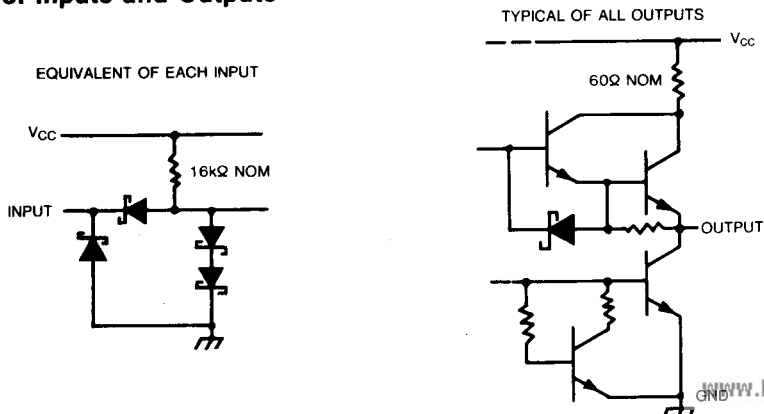 of Inputs and Outputs
EQUIVALENT OF EACH INPUT
VCC
16kΩ NOM
INPUT
TYPICAL OF ALL OUTPUTS
VCC
60Ω NOM
OUTPUT
GND